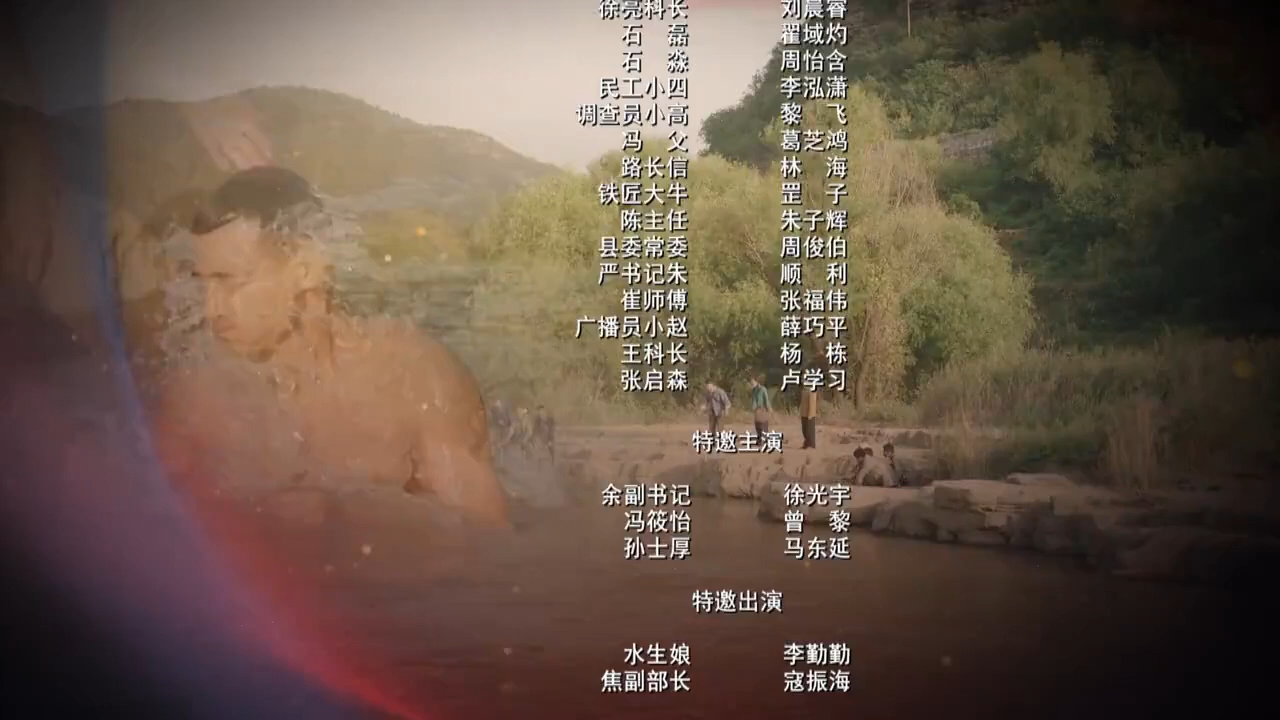 徐亮科长 刘晨睿
石磊 翟域灼
石淼 周怡含
民工小四 李泓潇
调查员小高 黎飞
冯父 葛芝鸿
路长信 林海
铁匠大牛 罡子
陈主任 朱子辉
县委常委 周俊伯
严书记朱 顺利
崔师傅 张福伟
广播员小赵 薛巧平
王科长 杨栋
张启森 卢学习
特邀主演
余副书记 徐光宇
冯筱怡 曾黎
孙士厚 马东延
特邀出演
水生娘 李勤勤
焦副部长 寇振海